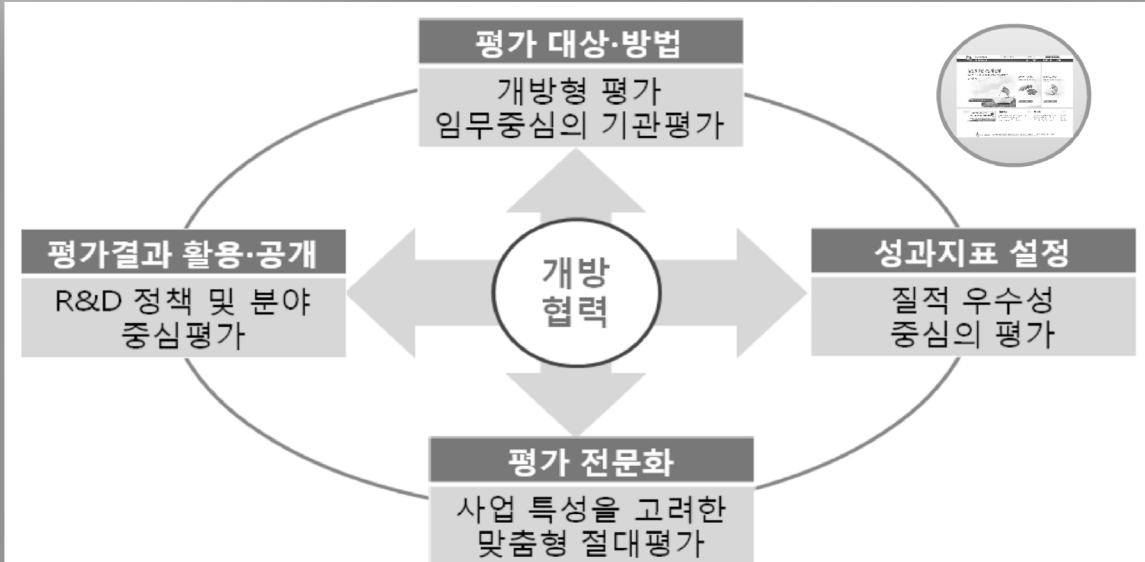 평가 대상·방법
개방형 평가
임무중심의 기관평가
평가결과 활용·공개
R&D 정책 및 분야
중심평가
개방
협력
성과지표 설정
질적 우수성
중심의 평가
평가 전문화
사업 특성을 고려한
맞춤형 절대평가